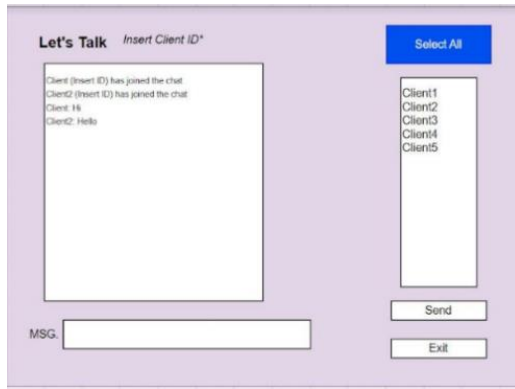 Let's Talk Insert Client ID*
Select All
Client (Insert ID) has joined the chat
Client2 (Insert ID) has joined the chat
Client: Hi
Client2: Hello
Client1
Client2
Client3
Client4
Client5
Send
MSG.
Exit